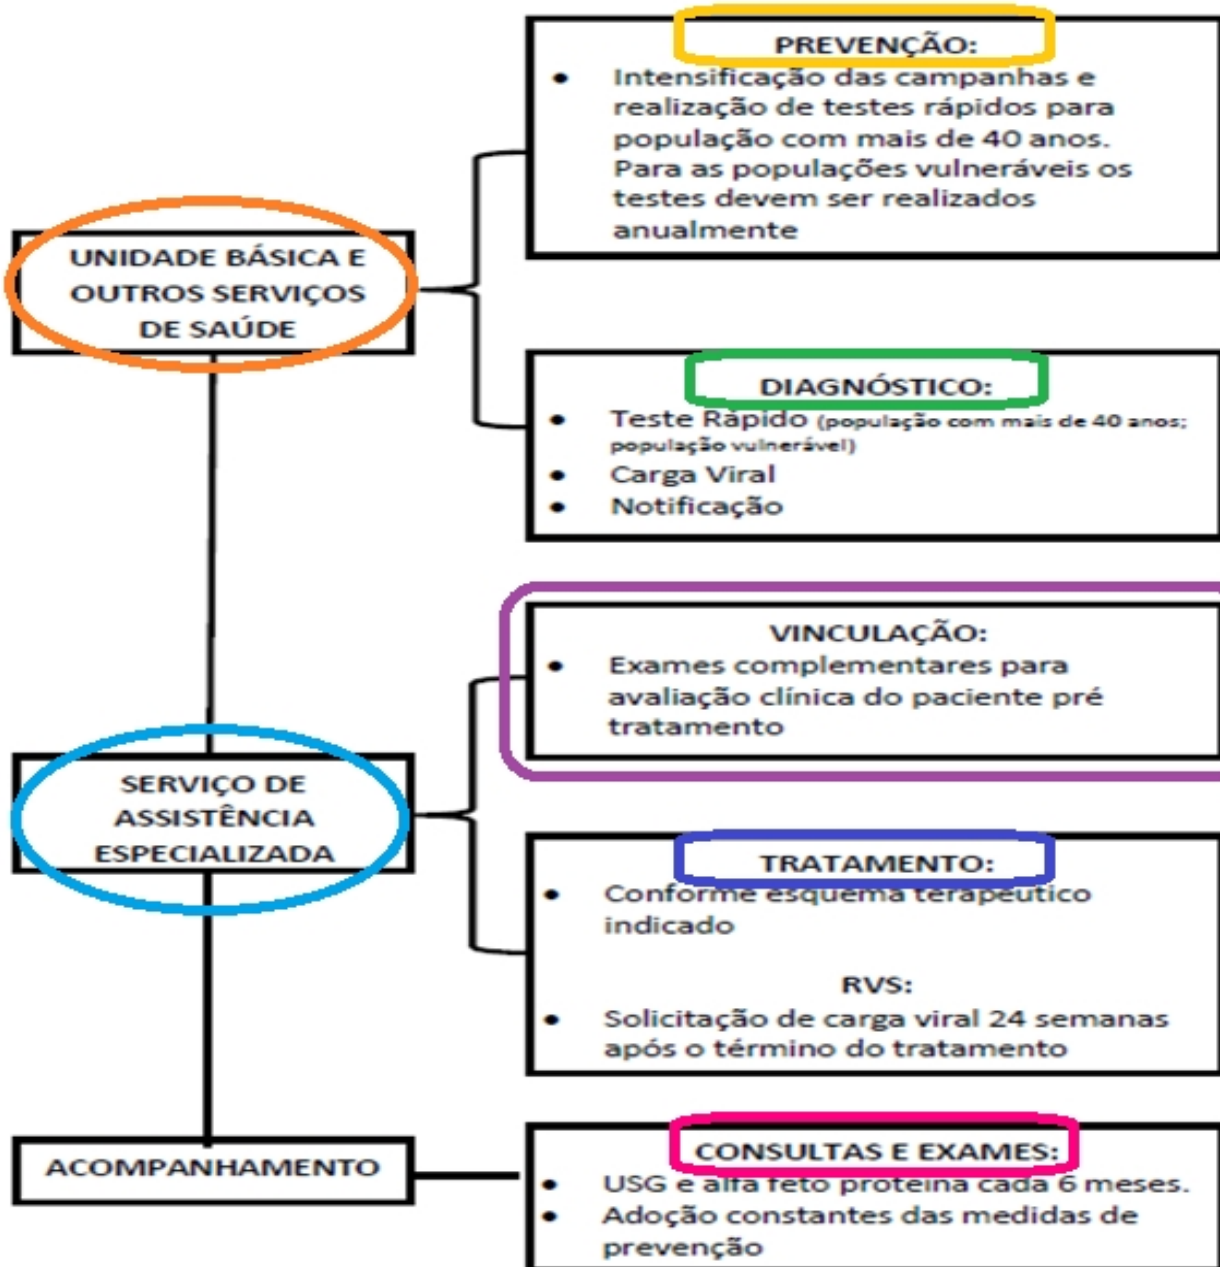 PREVENÇÃO:
• Intensificação das campanhas e
realização de testes rápidos para
população com mais de 40 anos.
Para as populações vulneráveis os
testes devem ser realizados
anualmente
UNIDADE BÁSICA E
OUTROS SERVIÇOS
DE SAÚDE
DIAGNÓSTICO:
• Teste Rápido (população com mais de 40 anos;
população vulnerável)
• Carga Viral
• Notificação
VINCULAÇÃO:
• Exames complementares para
avaliação clínica do paciente pré
tratamento
SERVIÇO DE
ASSISTÊNCIA
ESPECIALIZADA
TRATAMENTO:
• Conforme esquema terapêutico
indicado
RVS:
• Solicitação de carga viral 24 semanas
após o término do tratamento
ACOMPANHAMENTO
CONSULTAS E EXAMES:
• USG e alfa feto proteína cada 6 meses.
• Adoção constantes das medidas de
prevenção